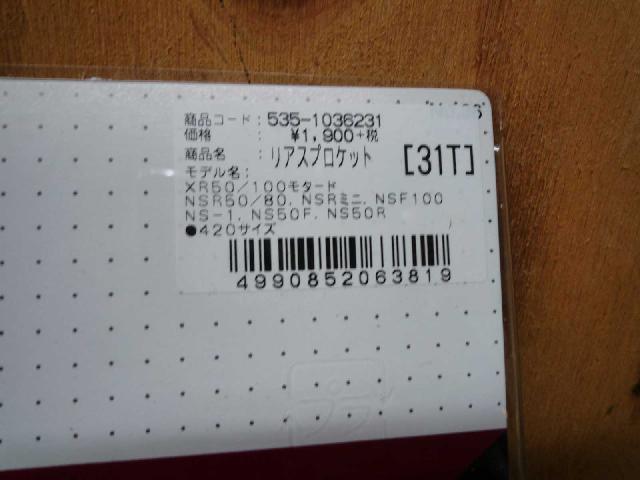 商品コード : 535-1036231
価格 : ¥1,900+税
商品名 : リアスプロケット [31T]
モデル名 :
XR50/100モタード
NSR50/80, NSRミニ, NSF100
NS-1, NS50F, NS50R
●420サイズ
4990852063819